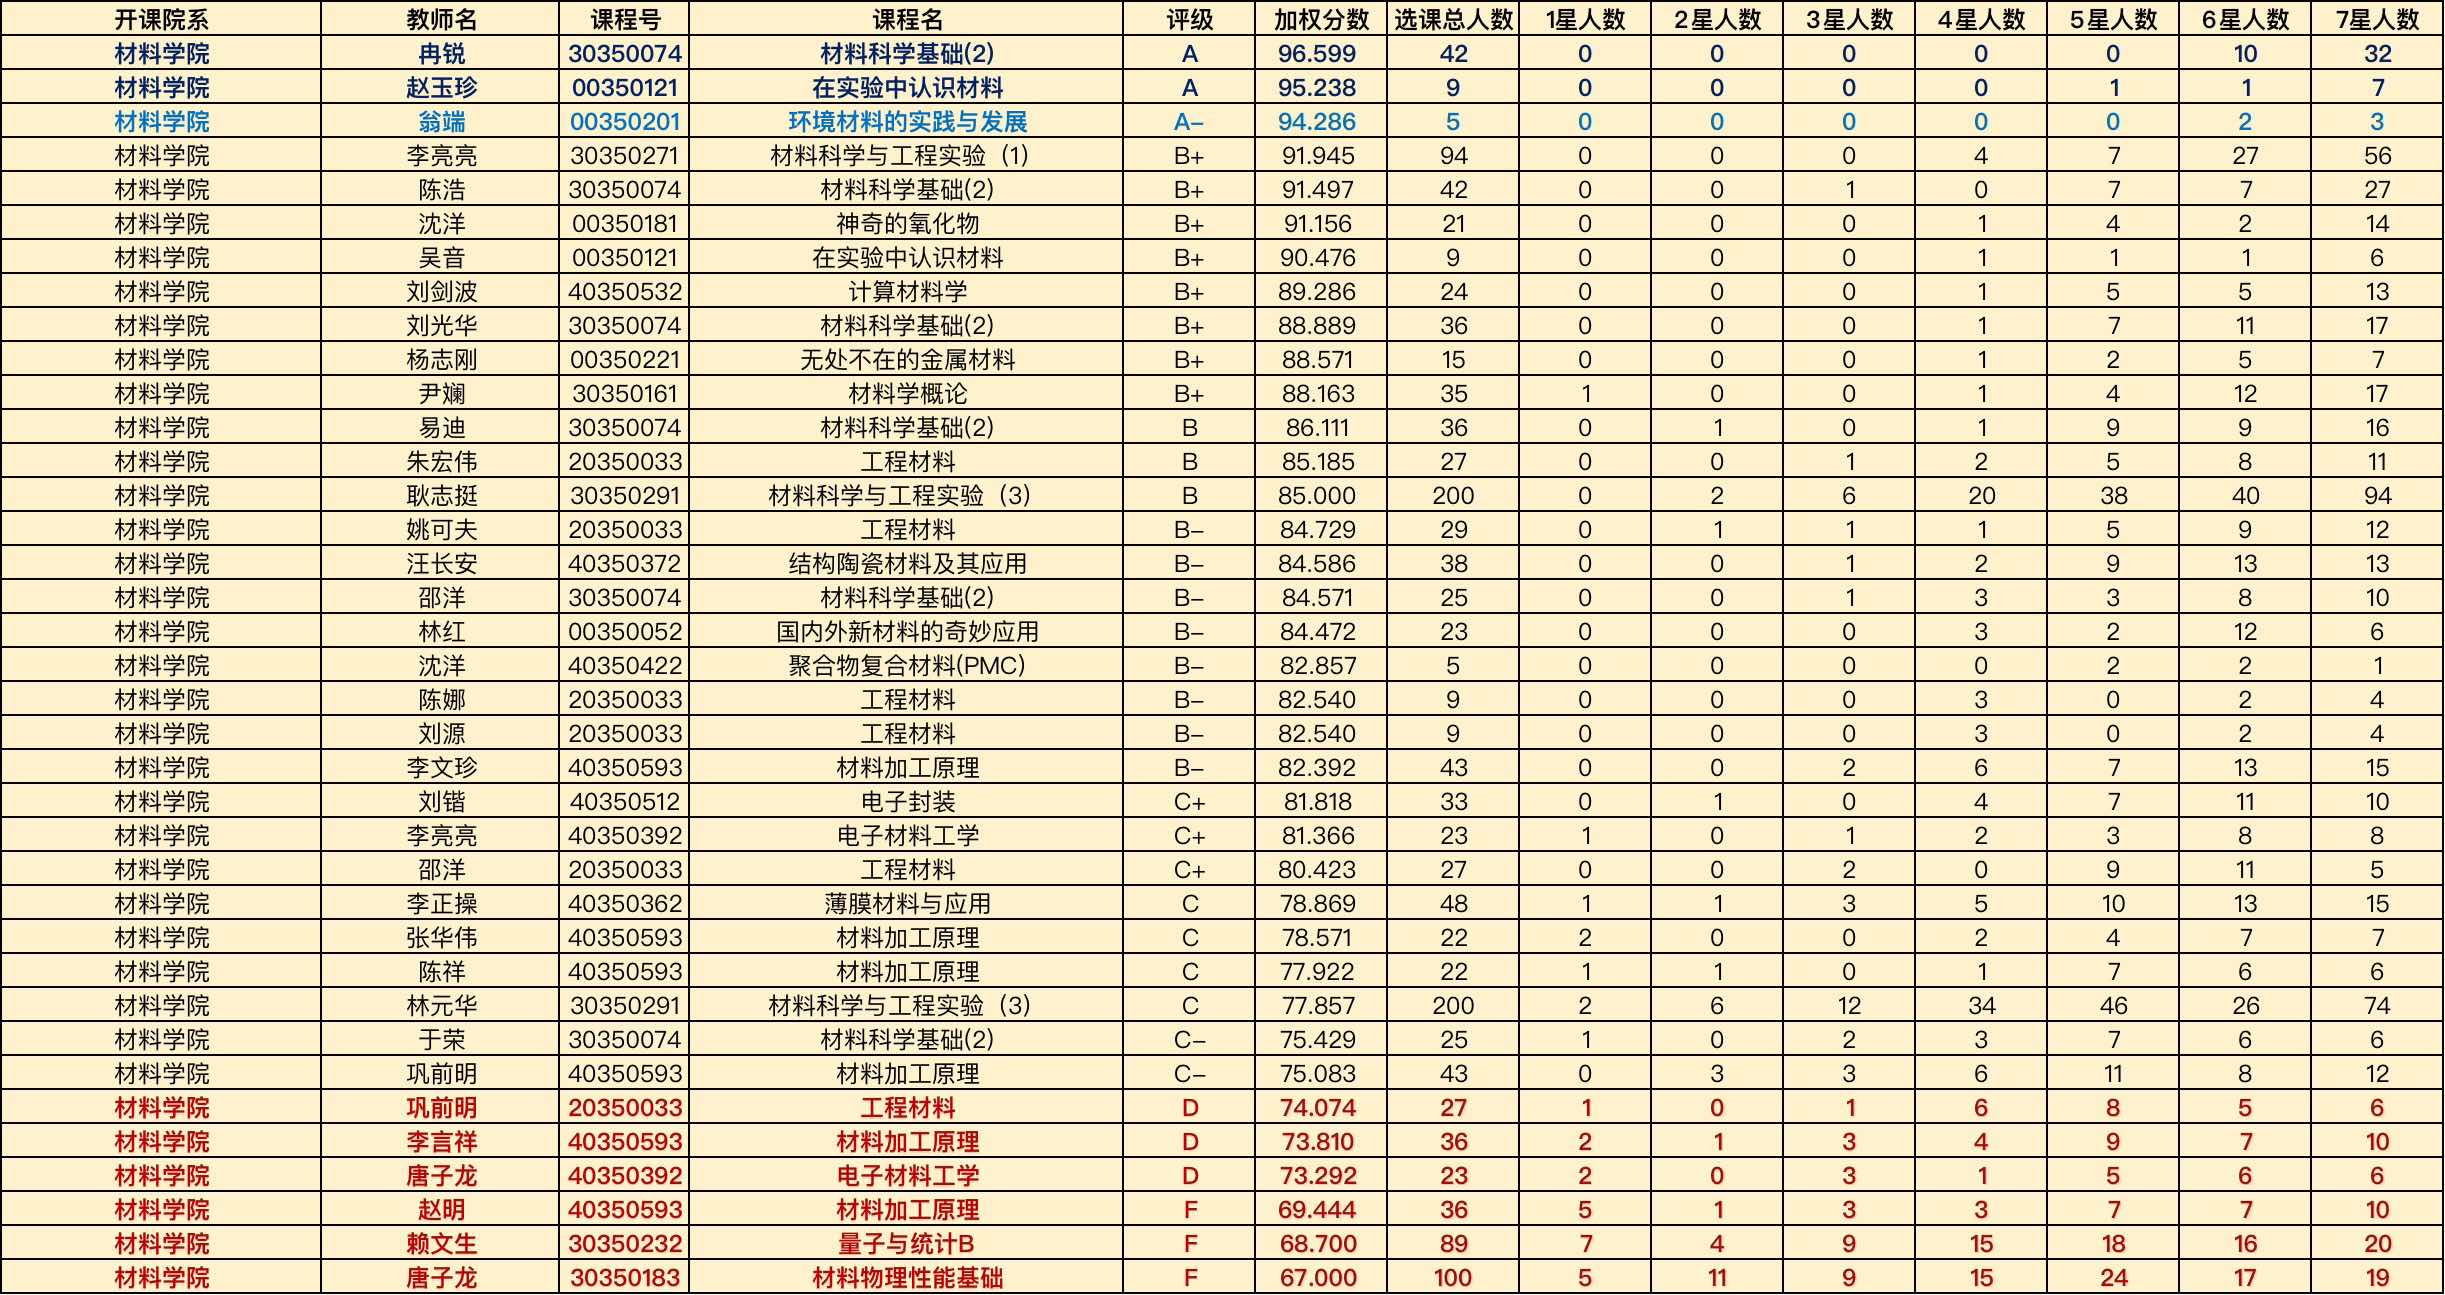 开课院系 教师名 课程号 课程名 评级 加权分数 选课总人数 1星人数 2星人数 3星人数 4星人数 5星人数 6星人数 7星人数
材料学院 冉锐 30350074 材料科学基础(2) A 96.599 42 0 0 0 0 0 10 32
材料学院 赵玉珍 00350121 在实验中认识材料 A 95.238 9 0 0 0 0 1 1 7
材料学院 翁端 00350201 环境材料的实践与发展 A- 94.286 5 0 0 0 0 0 2 3
材料学院 李亮亮 30350271 材料科学与工程实验（1） B+ 91.945 94 0 0 0 4 7 27 56
材料学院 陈浩 30350074 材料科学基础(2) B+ 91.497 42 0 0 1 0 7 7 27
材料学院 沈洋 00350181 神奇的氧化物 B+ 91.156 21 0 0 0 1 4 2 14
材料学院 吴音 00350121 在实验中认识材料 B+ 90.476 9 0 0 0 1 1 1 6
材料学院 刘剑波 40350532 计算材料学 B+ 89.286 24 0 0 0 1 5 5 13
材料学院 刘光华 30350074 材料科学基础(2) B+ 88.889 36 0 0 0 1 7 11 17
材料学院 杨志刚 00350221 无处不在的金属材料 B+ 88.571 15 0 0 0 1 2 5 7
材料学院 尹斓 30350161 材料学概论 B+ 88.163 35 1 0 0 1 4 12 17
材料学院 易迪 30350074 材料科学基础(2) B 86.111 36 0 1 0 1 9 9 16
材料学院 朱宏伟 20350033 工程材料 B 85.185 27 0 0 1 2 5 8 11
材料学院 耿志挺 30350291 材料科学与工程实验（3） B 85.000 200 0 2 6 20 38 40 94
材料学院 姚可夫 20350033 工程材料 B- 84.729 29 0 1 1 1 5 9 12
材料学院 汪长安 40350372 结构陶瓷材料及其应用 B- 84.586 38 0 0 1 2 9 13 13
材料学院 邵洋 30350074 材料科学基础(2) B- 84.571 25 0 0 1 3 3 8 10
材料学院 林红 00350052 国内外新材料的奇妙应用 B- 84.472 23 0 0 0 3 2 12 6
材料学院 沈洋 40350422 聚合物复合材料(PMC) B- 82.857 5 0 0 0 0 2 2 1
材料学院 陈娜 20350033 工程材料 B- 82.540 9 0 0 0 3 0 2 4
材料学院 刘源 20350033 工程材料 B- 82.540 9 0 0 0 3 0 2 4
材料学院 李文珍 40350593 材料加工原理 B- 82.392 43 0 0 2 6 7 13 15
材料学院 刘锴 40350512 电子封装 C+ 81.818 33 0 1 0 4 7 11 10
材料学院 李亮亮 40350392 电子材料工学 C+ 81.366 23 1 0 1 2 3 8 8
材料学院 邵洋 20350033 工程材料 C+ 80.423 27 0 0 2 0 9 11 5
材料学院 李正操 40350362 薄膜材料与应用 C 78.869 48 1 1 3 5 10 13 15
材料学院 张华伟 40350593 材料加工原理 C 78.571 22 2 0 0 2 4 7 7
材料学院 陈祥 40350593 材料加工原理 C 77.922 22 1 1 0 1 7 6 6
材料学院 林元华 30350291 材料科学与工程实验（3） C 77.857 200 2 6 12 34 46 26 74
材料学院 于荣 30350074 材料科学基础(2) C- 75.429 25 1 0 2 3 7 6 6
材料学院 巩前明 40350593 材料加工原理 C- 75.083 43 0 3 3 6 11 8 12
材料学院 巩前明 20350033 工程材料 D 74.074 27 1 0 1 6 8 5 6
材料学院 李言祥 40350593 材料加工原理 D 73.810 36 2 1 3 4 9 7 10
材料学院 唐子龙 40350392 电子材料工学 D 73.292 23 2 0 3 1 5 6 6
材料学院 赵明 40350593 材料加工原理 F 69.444 36 5 1 3 3 7 7 10
材料学院 赖文生 30350232 量子与统计B F 68.700 89 7 4 9 15 18 16 20
材料学院 唐子龙 30350183 材料物理性能基础 F 67.000 100 5 11 9 15 24 17 19